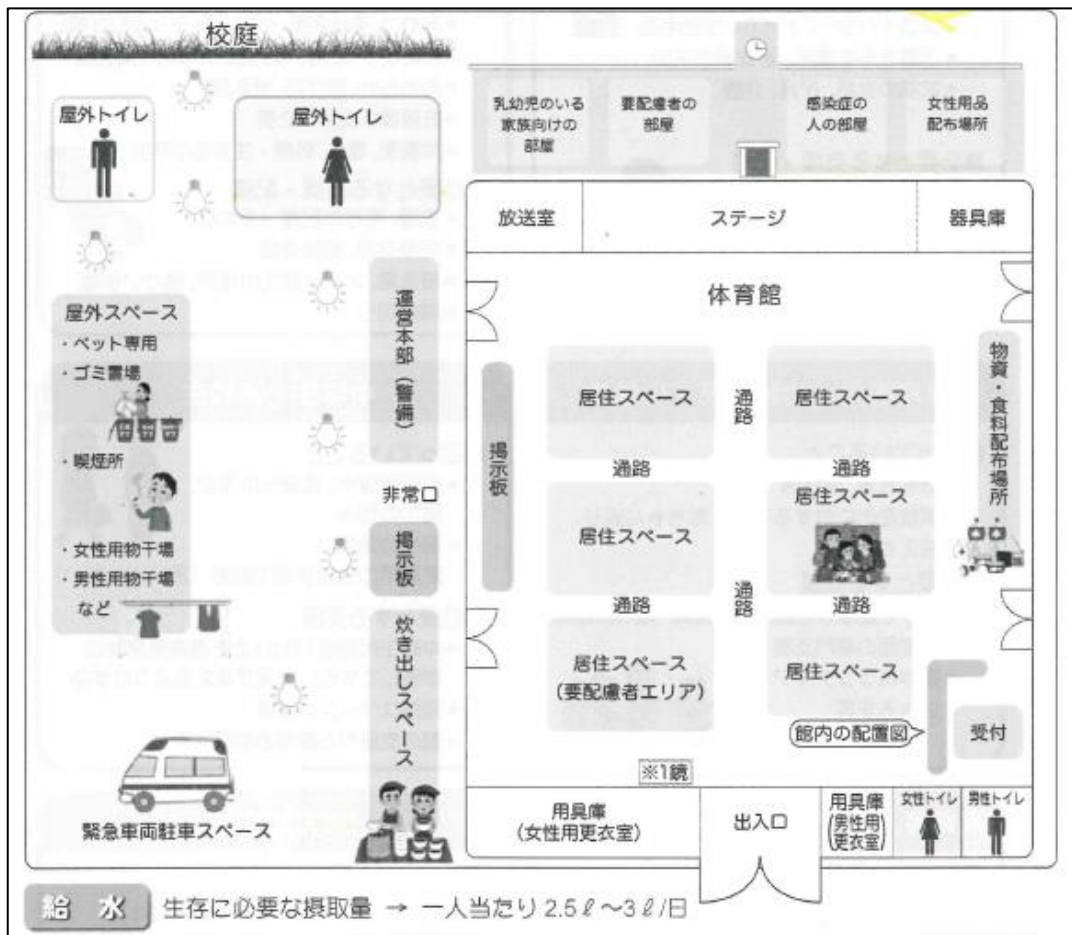 校庭
屋外トイレ
屋外トイレ
乳幼児のいる
家族向けの
部屋
要配慮者の
部屋
感染症の
人の部屋
女性用品
配布場所
放送室
ステージ
器具庫
体育館
屋外スペース
・ペット専用
・ゴミ置場
・喫煙所
・女性用物干場
・男性用物干場
など
運営本部(警備)
非常口
掲示板
炊き出しスペース
緊急車両駐車スペース
掲示板
居住スペース
通路
居住スペース
通路
通路
居住スペース
居住スペース
通路
通路
通路
居住スペース
(要配慮者エリア)
居住スペース
物資・食料配布場所
館内の配置図
受付
※1鏡
用具庫
(女性用更衣室)
出入口
用具庫
(男性用
更衣室)
女性トイレ
男性トイレ
給水 生存に必要な摂取量 → 一人当たり2.5ℓ～3ℓ/日